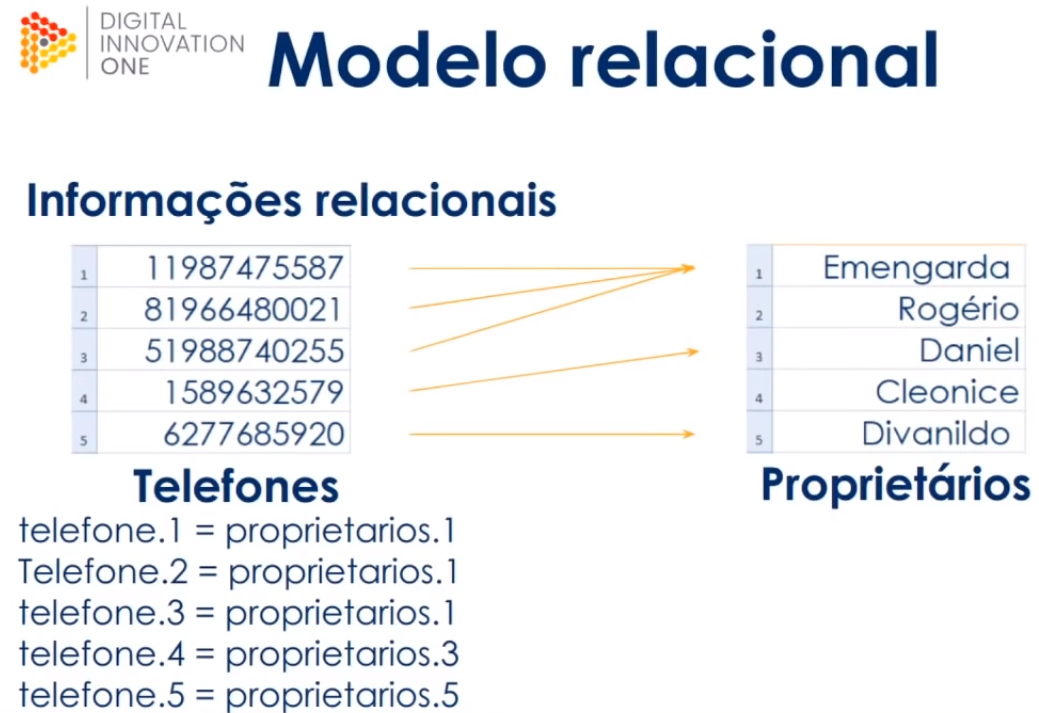 DIGITAL
INNOVATION
ONE
Modelo relacional
Informações relacionais
1 11987475587
2 81966480021
3 51988740255
4 1589632579
5 6277685920
Telefones
1 Emengarda
2 Rogério
3 Daniel
4 Cleonice
5 Divanildo
Proprietários
telefone.1 = proprietarios.1
Telefone.2 = proprietarios.1
telefone.3 = proprietarios.1
telefone.4 = proprietarios.3
telefone.5 = proprietarios.5